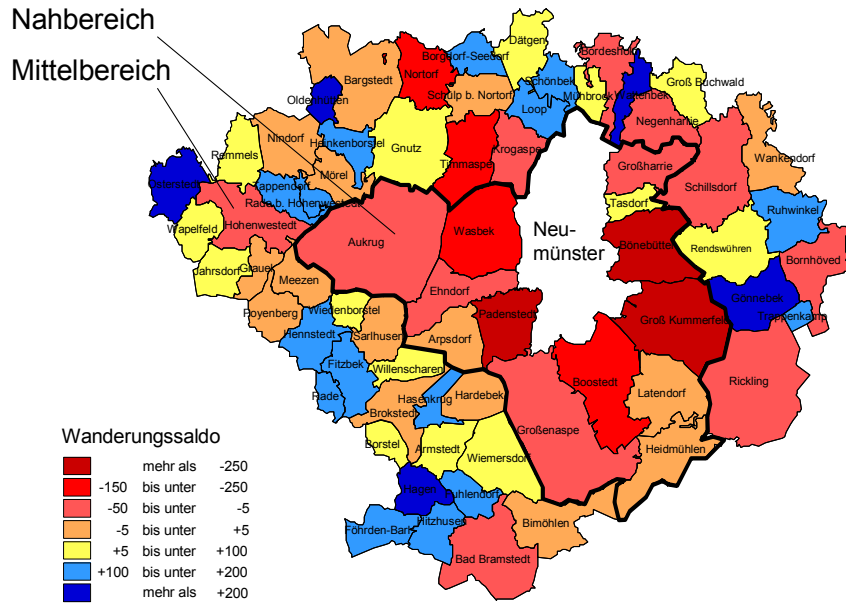 Nahbereich
Mittelbereich
Bordesholm
Dätgen
Borgdorf-Seedorf
Nortorf
Bargstedt
Schönbek
Groß Buchwald
Wattenbek
Mühbrook
Schülp b. Nortorf
Oldenhütten
Loop
Negenharrie
Nindorf
Heinkenborstel
Gnutz
Krogaspe
Timmaspe
Remmels
Mörel
Großharrie
Wankendorf
Osterstedt
Tappendorf
Rade b. Hohenwestedt
Schillsdorf
Tasdorf
Ruhwinkel
Wapelfeld
Hohenwestedt
Aukrug
Wasbek
Neu-
münster
Bönebüttel
Rendswühren
Bornhöved
Jahrsdorf
Grauel
Meezen
Ehndorf
Gönnebek
Poyenberg
Wiedenborstel
Padenstedt
Groß Kummerfeld
Trappenkamp
Hennstedt
Sarlhusen
Arpsdorf
Fitzbek
Willenscharen
Boostedt
Rickling
Rade
Hasenkrug
Hardebek
Latendorf
Brokstedt
Großenaspe
Borstel
Armstedt
Wiemersdorf
Heidmühlen
Hagen
Fuhlendorf
Föhrden-Barl
Hitzhusen
Bimöhlen
Bad Bramstedt
Wanderungssaldo
mehr als -250
-150 bis unter -250
-50 bis unter -5
-5 bis unter +5
+5 bis unter +100
+100 bis unter +200
mehr als +200